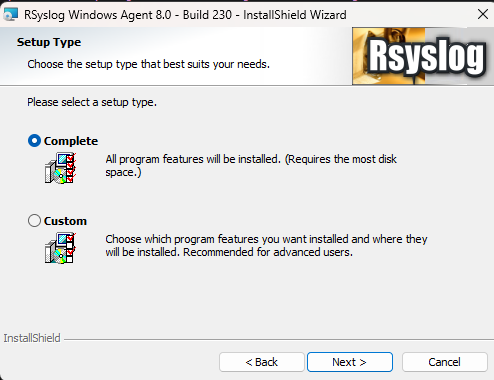 RSyslog Windows Agent 8.0 - Build 230 - InstallShield Wizard
Setup Type
Choose the setup type that best suits your needs.
Rsyslog
Please select a setup type.
Complete
All program features will be installed. (Requires the most disk
space.)
Custom
Choose which program features you want installed and where they
will be installed. Recommended for advanced users.
InstallShield
< Back
Next >
Cancel